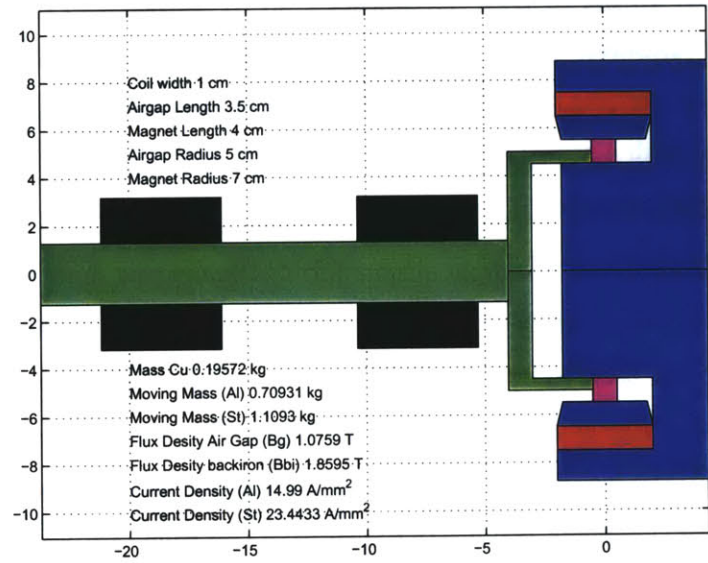 10
8
6
4
2
0
−2
−4
−6
−8
−10
Coil width 1 cm
Airgap Length 3.5 cm
Magnet Length 4 cm
Airgap Radius 5 cm
Magnet Radius 7 cm
Mass Cu 0.19572 kg
Moving Mass (Al) 0.70931 kg
Moving Mass (St) 1.1093 kg
Flux Desity Air Gap (Bg) 1.0759 T
Flux Desity backiron (Bbi) 1.8595 T
Current Density (Al) 14.99 A/mm²
Current Density (St) 23.4433 A/mm²
−20 −15 −10 −5 0